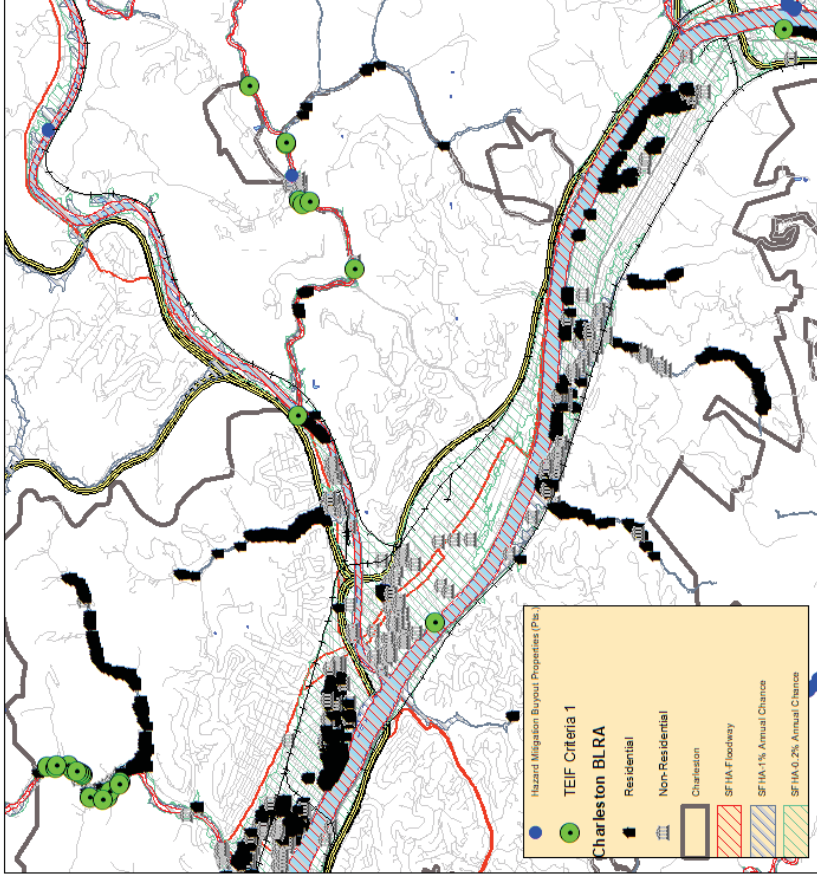 Hazard Mitigation Buyout Properties (Pts.)
TEIF Criteria 1
Charleston BLRA
Residential
Non-Residential
Charleston
SFHA-Floodway
SFHA-1% Annual Chance
SFHA-0.2% Annual Chance